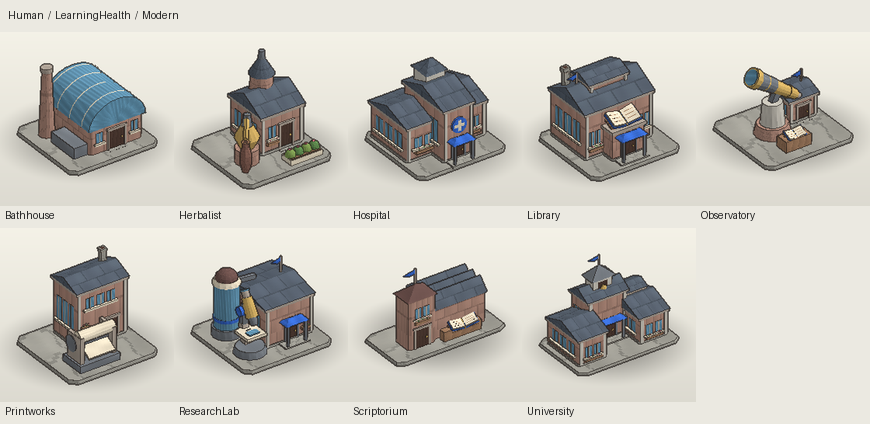 Human / LearningHealth / Modern
Bathhouse
Herbalist
Hospital
Library
Observatory
Printworks
ResearchLab
Scriptorium
University